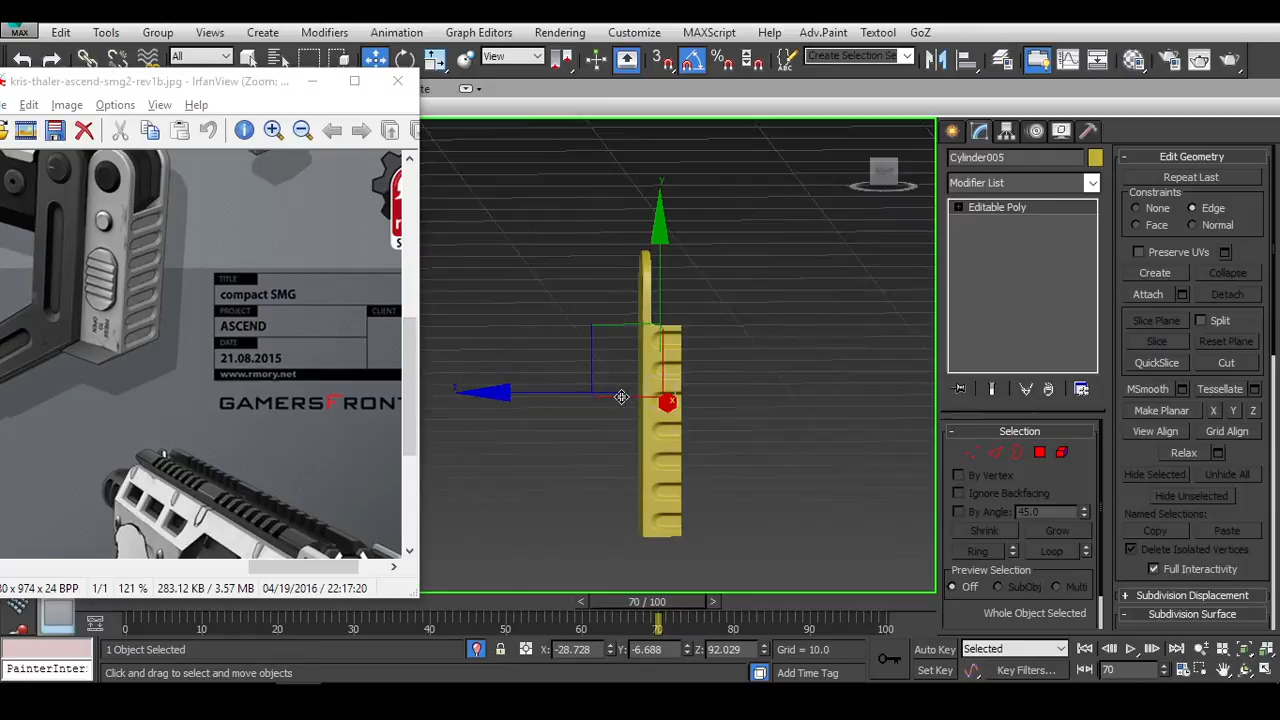 MAX
Edit Tools Group Views Create Modifiers Animation Graph Editors Rendering Customize MAXScript Help Adv.Paint Textool GoZ
All View Create Selection Se
kris-thaler-ascend-smg2-rev1b.jpg - IrfanView (Zoom: ...
Edit Image Options View Help
TITLE
compact SMG
PROJECT CLIENT
ASCEND
DATE
21.08.2015
www.rmory.net
GAMERSFRONT
PRESS TO OPEN
974 x 24 BPP 1/1 121 % 283.12 KB / 3.57 MB 04/19/2016 / 22:17:20
RIGHT
y
z
x
Cylinder005
Modifier List
Editable Poly
Selection
By Vertex
Ignore Backfacing
By Angle: 45.0
Shrink Grow
Ring Loop
Preview Selection
Off SubObj Multi
Whole Object Selected
Edit Geometry
Repeat Last
Constraints
None Edge
Face Normal
Preserve UVs
Create Collapse
Attach Detach
Slice Plane Split
Slice Reset Plane
QuickSlice Cut
MSmooth Tessellate
Make Planar X Y Z
View Align Grid Align
Relax
Hide Selected Unhide All
Hide Unselected
Named Selections:
Copy Paste
Delete Isolated Vertices
Full Interactivity
Subdivision Displacement
Subdivision Surface
< 70 / 100 >
0 10 20 30 40 50 60 70 80 90 100
1 Object Selected X: -28.728 Y: -6.688 Z: 92.029 Grid = 10.0 Auto Key Selected
PainterInter Click and drag to select and move objects Add Time Tag Set Key Key Filters... 70